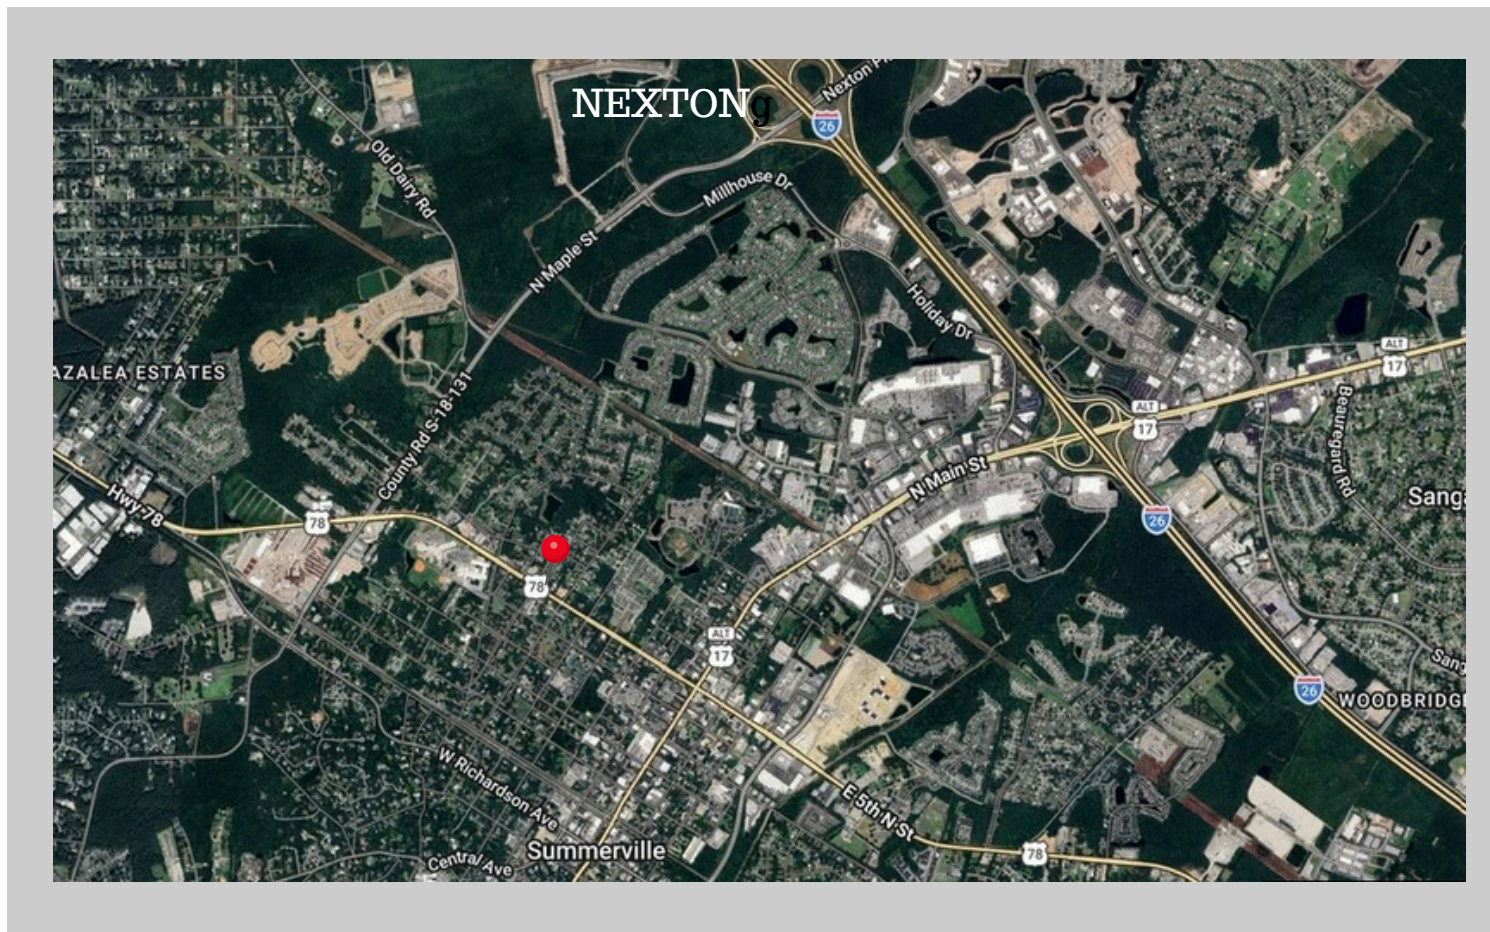 NEXTONg
Nexton P
26
Old Dairy Rd
Millhouse Dr
N Maple St
Holiday Dr
ALT
17
AZALEA ESTATES
ALT
17
Beauregard Rd
County Rd S-18-131
N Main St
Hwy 78
78
Sanga
26
78
ALT
17
Sang
26
WOODBRIDG
W Richardson Ave
E 5th N St
Summerville
Central Ave
78